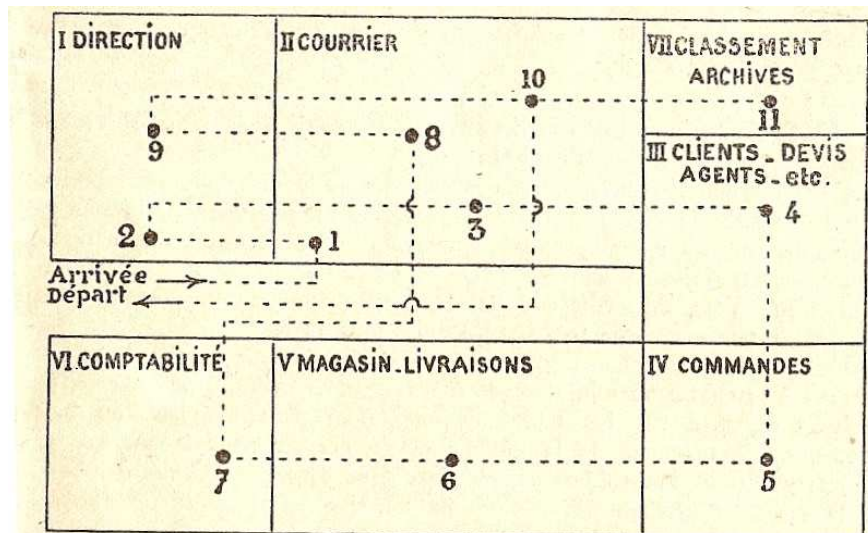 I DIRECTION
II COURRIER
VII CLASSEMENT
ARCHIVES
10
11
9
8
III CLIENTS _ DEVIS
AGENTS _ etc.
2
1
3
4
Arrivée
Départ
VI. COMPTABILITÉ
V MAGASIN _ LIVRAISONS
IV COMMANDES
7
6
5